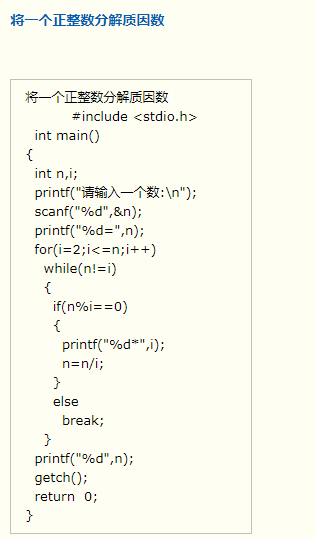 将一个正整数分解质因数
将一个正整数分解质因数
#include <stdio.h>
int main()
{
int n,i;
printf("请输入一个数:\n");
scanf("%d",&n);
printf("%d=",n);
for(i=2;i<=n;i++)
while(n!=i)
{
if(n%i==0)
{
printf("%d*",i);
n=n/i;
}
else
break;
}
printf("%d",n);
getch();
return  0;
}